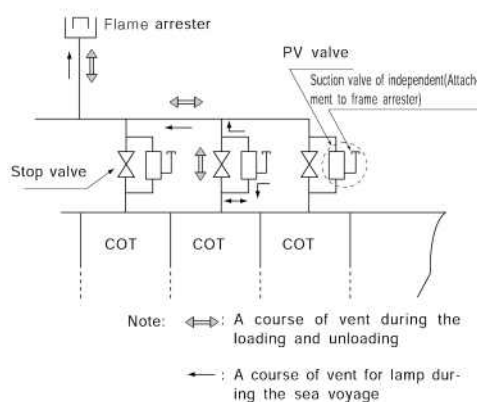 Flame arrester
PV valve
Suction valve of independent(Attach-
ment to frame arrester)
Stop valve
COT
COT
COT
Note:
: A course of vent during the
loading and unloading
: A course of vent for lamp dur-
ing the sea voyage